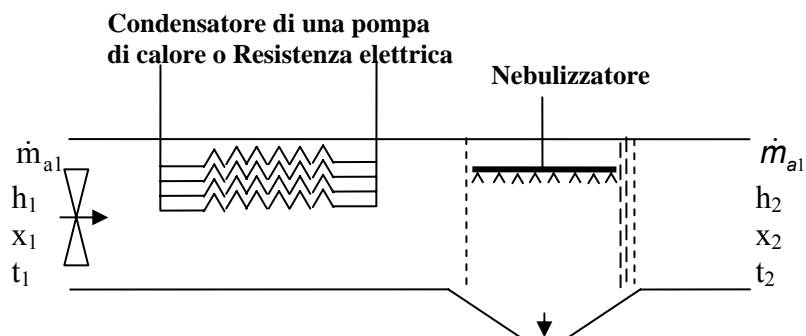 Condensatore di una pompa
di calore o Resistenza elettrica
Nebulizzatore
ṁₐ₁
h₁
x₁
t₁
ṁₐ₁
h₂
x₂
t₂